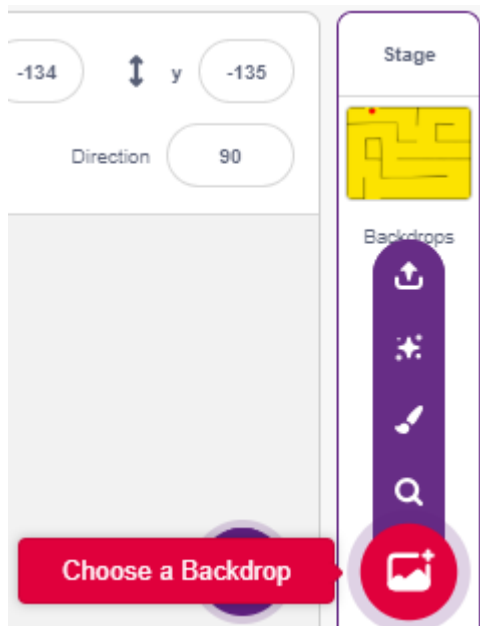 -134 y -135
Stage
Direction 90
Backdrops
Choose a Backdrop